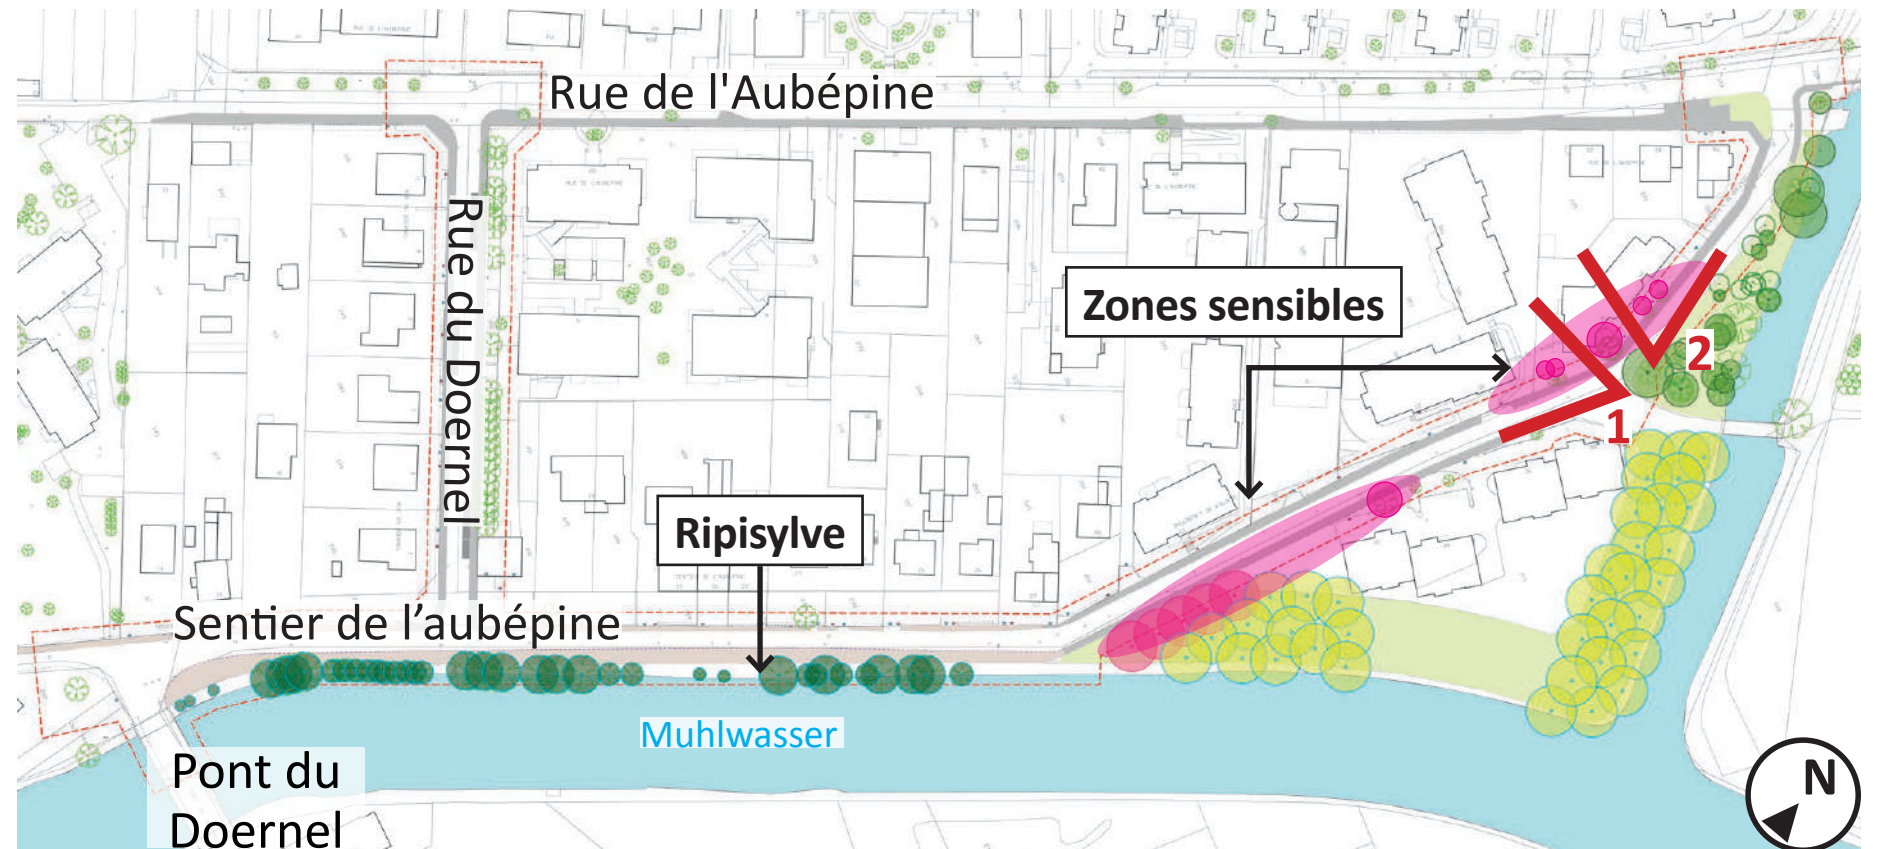 Rue de l'Aubépine
Rue du Doernel
Zones sensibles
2
1
Ripisylve
Sentier de l’aubépine
Muhlwasser
Pont du
Doernel
N